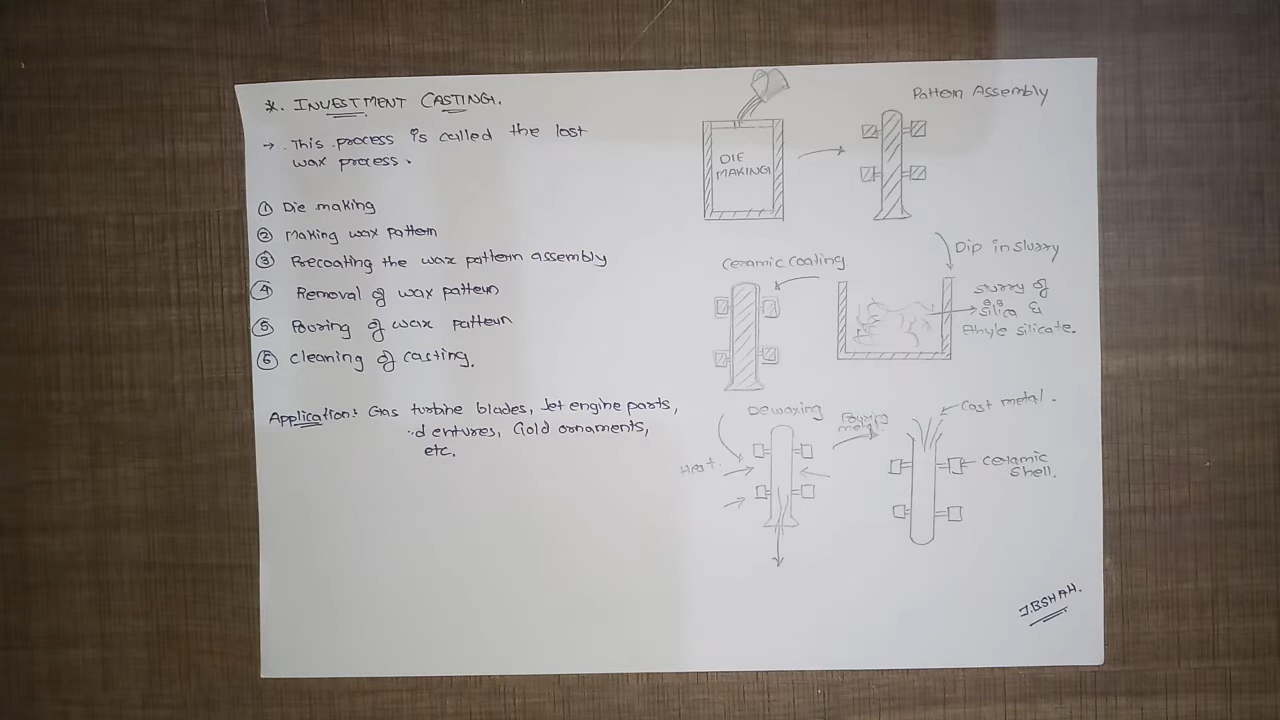 *. INVESTMENT CASTING.
→ This process is called the lost
wax process.
① Die making
② Making wax pattern
③ Precoating the wax pattern assembly
④ Removal of wax pattern
⑤ Pouring of wax pattern
⑥ Cleaning of casting.
Application: Gas turbine blades, Jet engine parts,
dentures, Gold ornaments,
etc.
DIE
MAKING
Pattern Assembly
Ceramic Coating
Dip in slurry
Slurry of
silica &
Ethyle silicate.
Dewaxing
Heat.
Pouring
metal
Cast metal.
Ceramic
Shell.
J.B.SHAH.